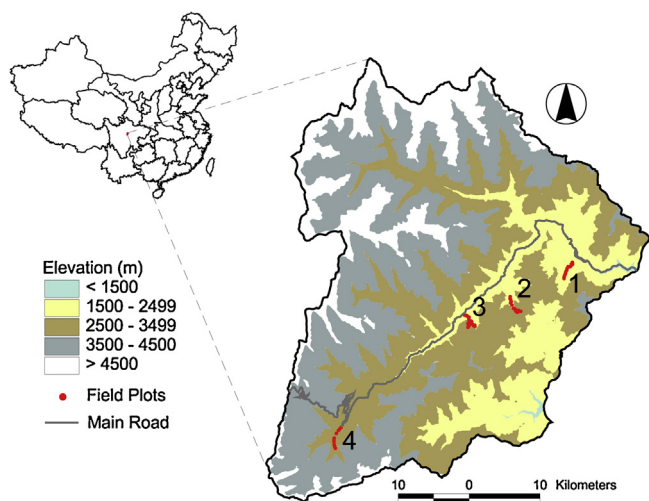 Elevation (m)
< 1500
1500 - 2499
2500 - 3499
3500 - 4500
> 4500
Field Plots
Main Road
1
2
3
4
10 0 10 Kilometers